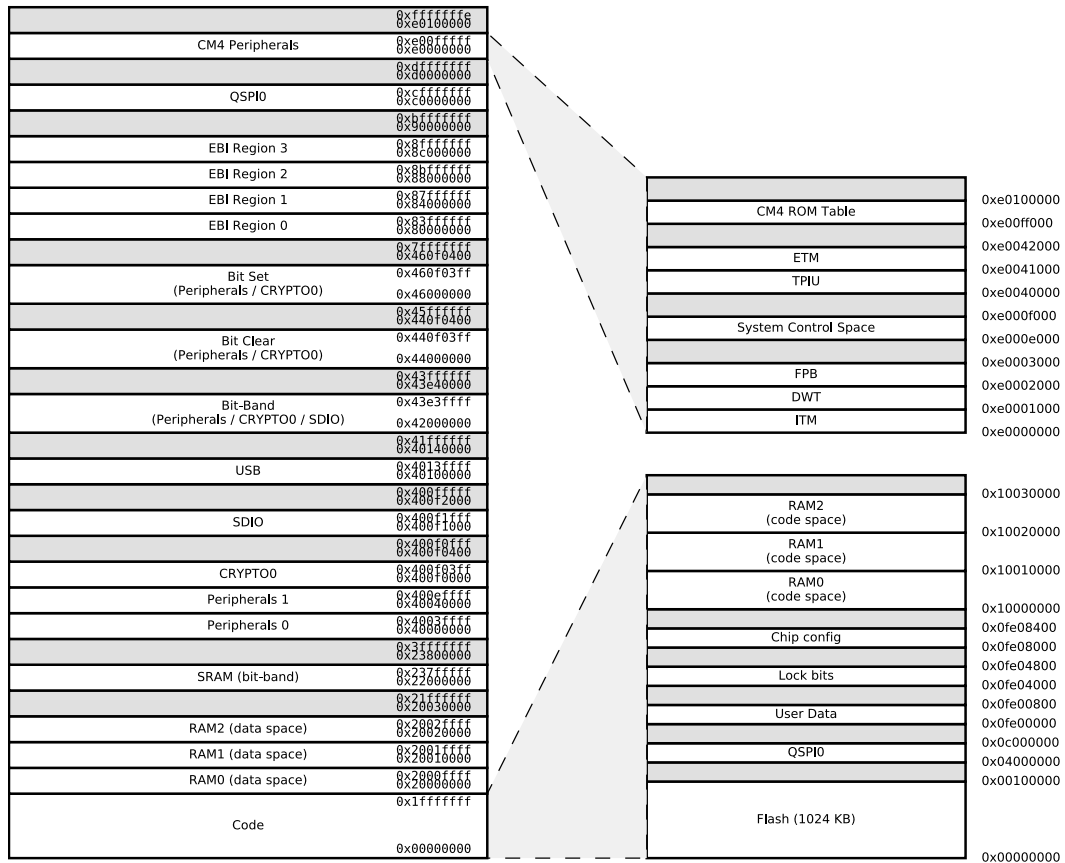 0xfffffffe
0xe0100000
CM4 Peripherals
0xe00fffff
0xe0000000
0xdfffffff
0xd0000000
QSPI0
0xcfffffff
0xc0000000
0xbfffffff
0x90000000
EBI Region 3
0x8fffffff
0x8c000000
EBI Region 2
0x8bffffff
0x88000000
EBI Region 1
0x87ffffff
0x84000000
EBI Region 0
0x83ffffff
0x80000000
0x7fffffff
0x460f0400
Bit Set
(Peripherals / CRYPTO0)
0x460f03ff
0x46000000
0x45ffffff
0x440f0400
Bit Clear
(Peripherals / CRYPTO0)
0x440f03ff
0x44000000
0x43ffffff
0x43e40000
Bit-Band
(Peripherals / CRYPTO0 / SDIO)
0x43e3ffff
0x42000000
0x41ffffff
0x40140000
USB
0x4013ffff
0x40100000
0x400fffff
0x400f2000
SDIO
0x400f1fff
0x400f1000
0x400f0fff
0x400f0400
CRYPTO0
0x400f03ff
0x400f0000
Peripherals 1
0x400effff
0x40040000
Peripherals 0
0x4003ffff
0x40000000
0x3fffffff
0x23800000
SRAM (bit-band)
0x237fffff
0x22000000
0x21ffffff
0x20030000
RAM2 (data space)
0x2002ffff
0x20020000
RAM1 (data space)
0x2001ffff
0x20010000
RAM0 (data space)
0x2000ffff
0x20000000
Code
0x1fffffff
0x00000000
0xe0100000
CM4 ROM Table
0xe00ff000
0xe0042000
ETM
0xe0041000
TPIU
0xe0040000
0xe000f000
System Control Space
0xe000e000
0xe0003000
FPB
0xe0002000
DWT
0xe0001000
ITM
0xe0000000
0x10030000
RAM2
(code space)
0x10020000
RAM1
(code space)
0x10010000
RAM0
(code space)
0x10000000
0x0fe08400
Chip config
0x0fe08000
0x0fe04800
Lock bits
0x0fe04000
0x0fe00800
User Data
0x0fe00000
0x0c000000
QSPI0
0x04000000
0x00100000
Flash (1024 KB)
0x00000000